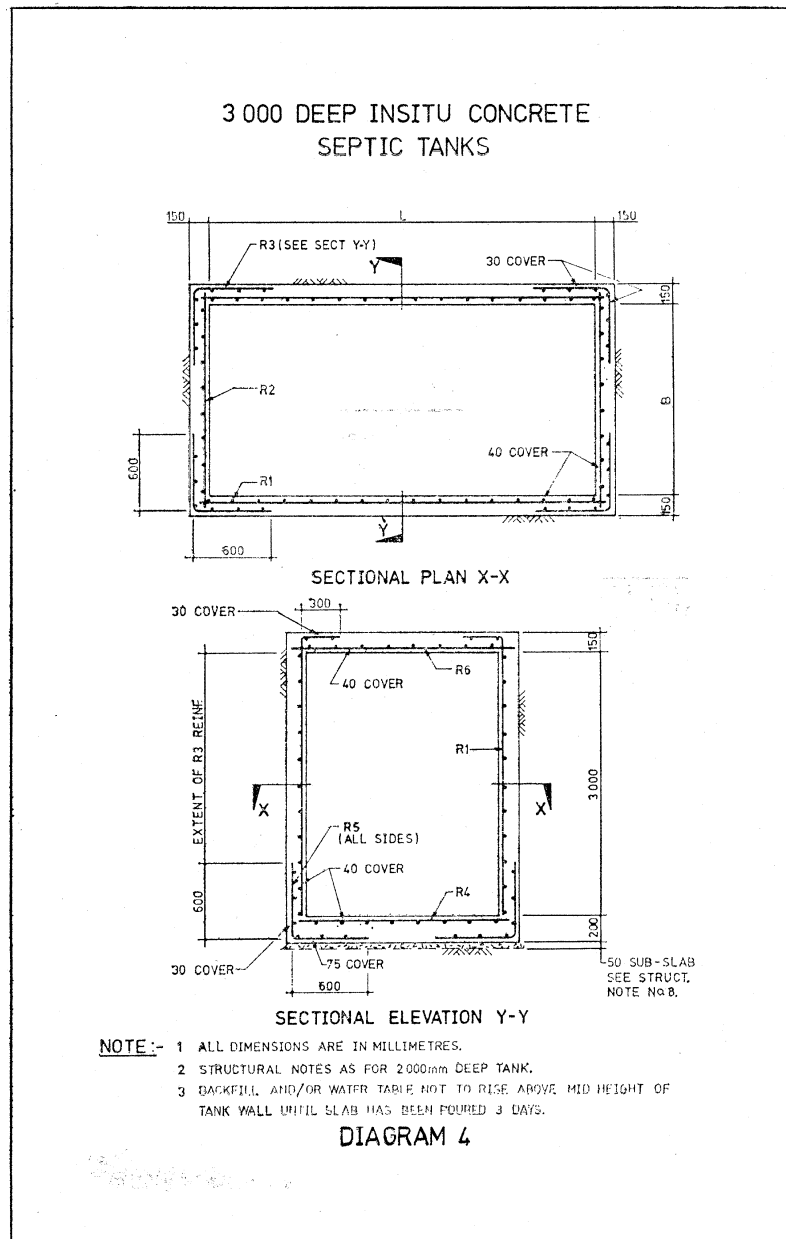 3 000 DEEP INSITU CONCRETE
SEPTIC TANKS
150
L
150
R3 (SEE SECT Y-Y)
Y
30 COVER
150
R2
B
600
40 COVER
R1
150
Y
600
SECTIONAL PLAN X-X
30 COVER
300
150
40 COVER
R6
EXTENT OF R3 REINF
R1
X
X
3 000
R5
(ALL SIDES)
40 COVER
R4
600
200
30 COVER
75 COVER
600
50 SUB-SLAB
SEE STRUCT.
NOTE No 8.
SECTIONAL ELEVATION Y-Y
NOTE:- 1 ALL DIMENSIONS ARE IN MILLIMETRES.
2 STRUCTURAL NOTES AS FOR 2 000mm DEEP TANK.
3 BACKFILL AND/OR WATER TABLE NOT TO RISE ABOVE MID HEIGHT OF
TANK WALL UNTIL SLAB HAS BEEN POURED 3 DAYS.
DIAGRAM 4